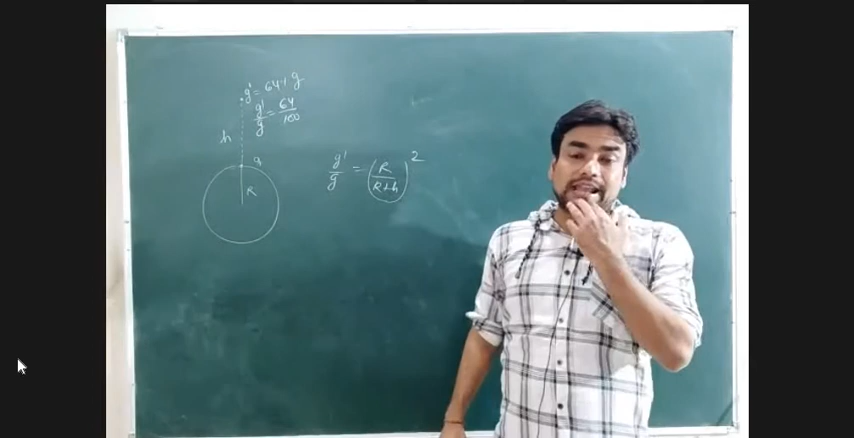 g' = 64% g
g'/g = 64/100
h
g
R
g'/g = (R/(R+h))²